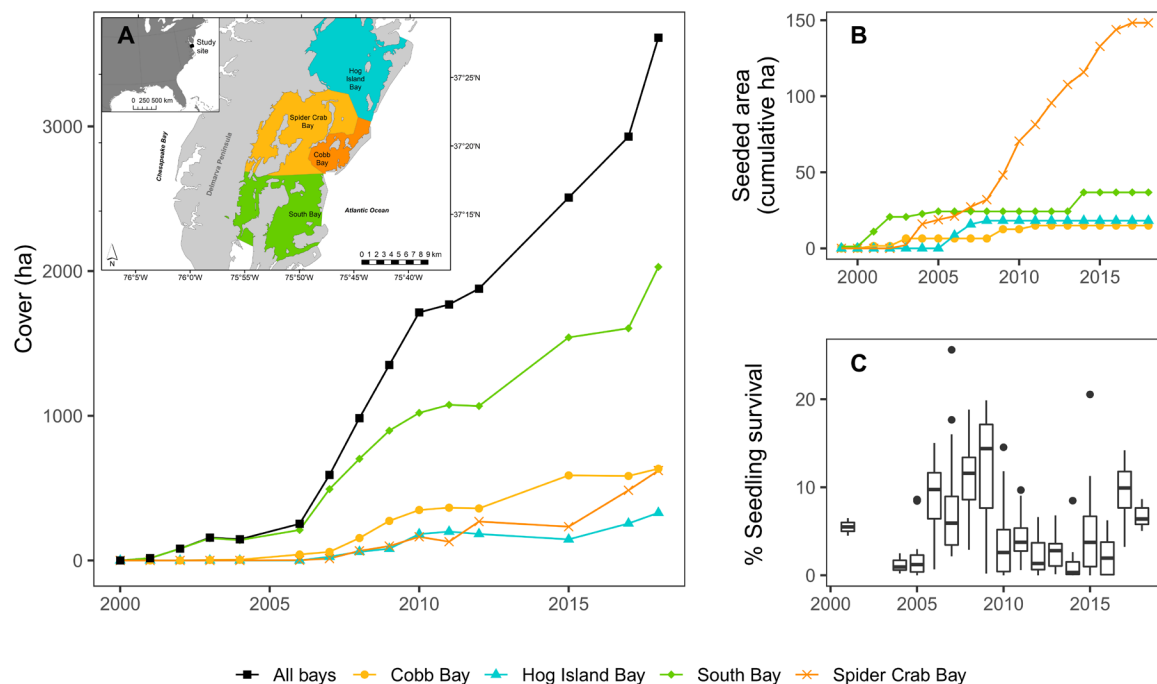 A
Study
site
0 250 500 km
Hog
Island
Bay
Spider Crab
Bay
Cobb
Bay
South Bay
Chesapeake Bay
Delmarva Peninsula
Atlantic Ocean
N
0 1 2 3 4 5 6 7 8 9 km
37°25'N
37°20'N
37°15'N
76°5'W 76°0'W 75°55'W 75°50'W 75°45'W 75°40'W
Cover (ha)
3000
2000
1000
0
2000 2005 2010 2015
B
Seeded area
(cumulative ha)
150
100
50
0
2000 2005 2010 2015
C
% Seedling survival
20
10
0
2000 2005 2010 2015
All bays Cobb Bay Hog Island Bay South Bay Spider Crab Bay